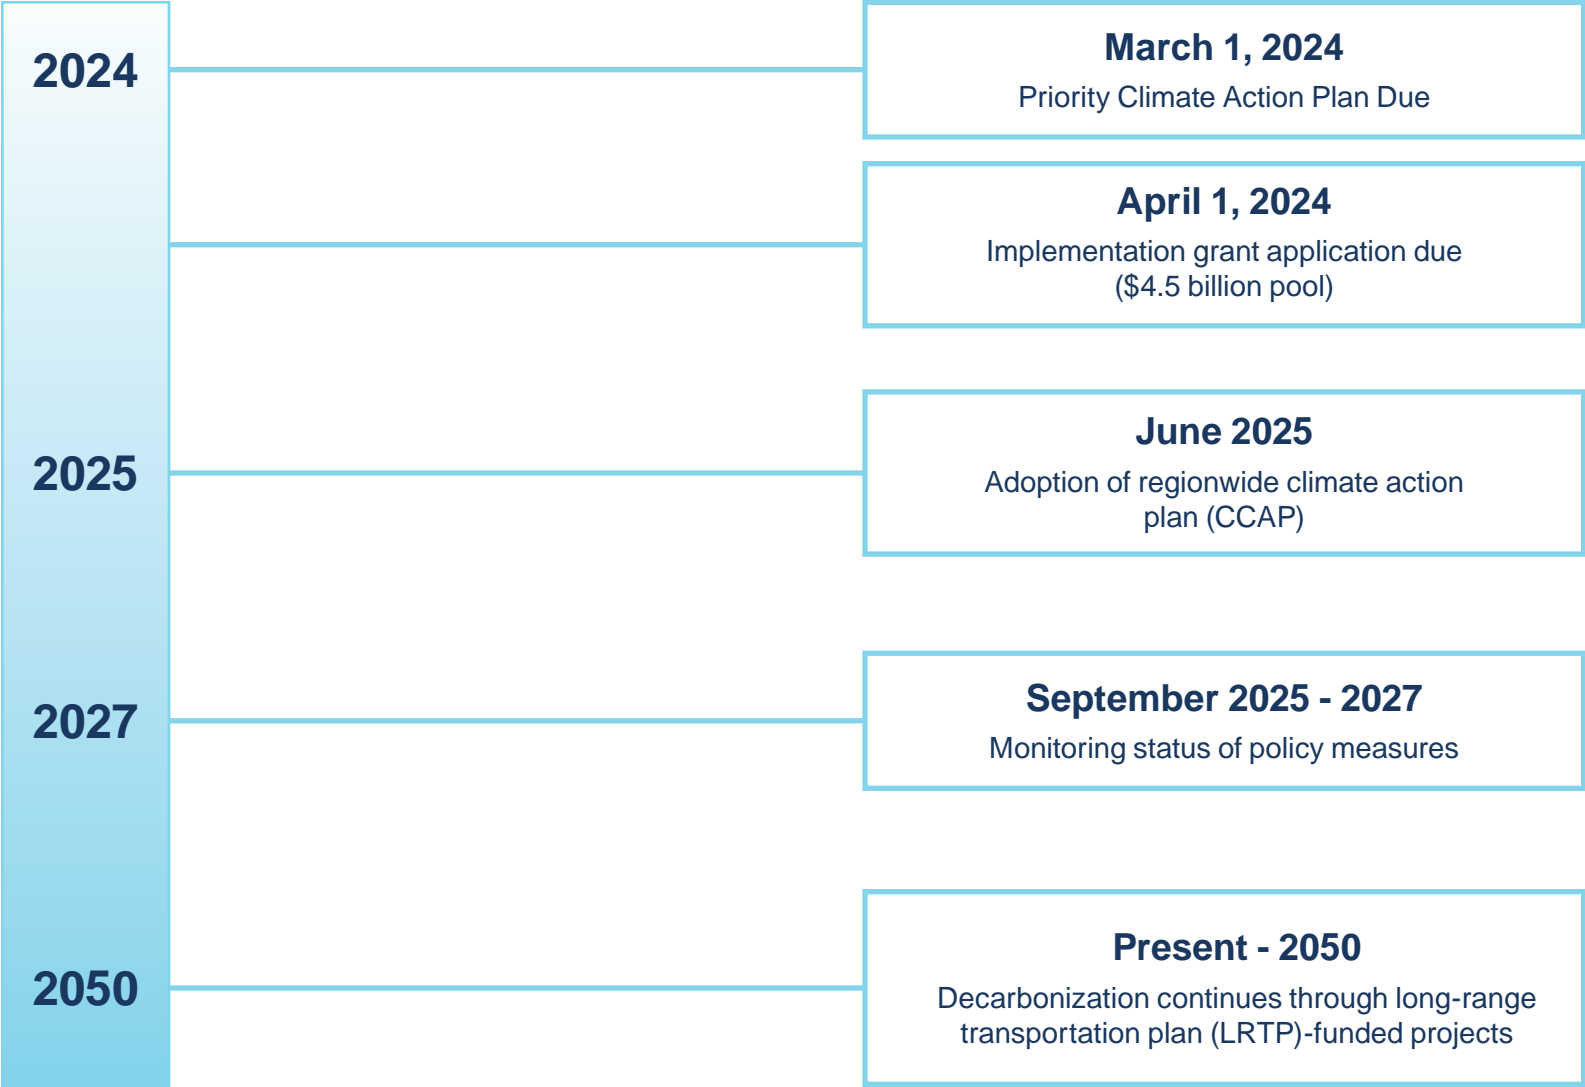 2024
March 1, 2024
Priority Climate Action Plan Due
April 1, 2024
Implementation grant application due
($4.5 billion pool)
2025
June 2025
Adoption of regionwide climate action
plan (CCAP)
2027
September 2025 - 2027
Monitoring status of policy measures
2050
Present - 2050
Decarbonization continues through long-range
transportation plan (LRTP)-funded projects